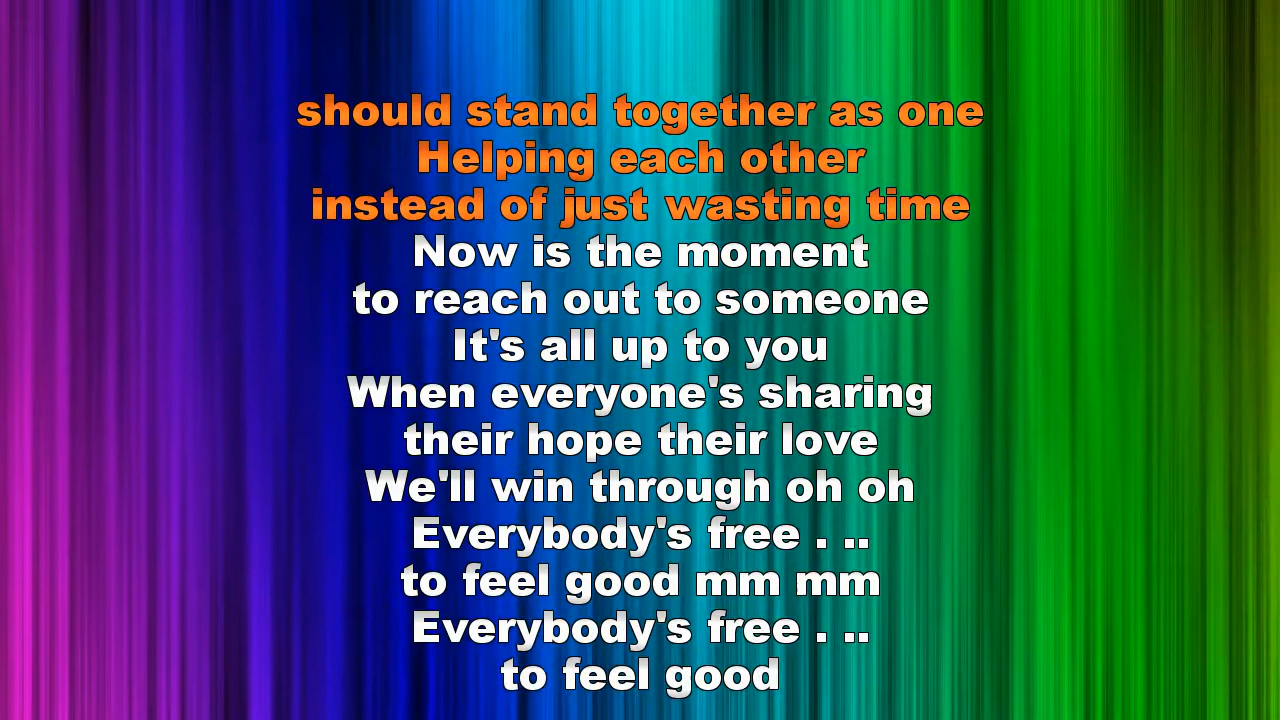 should stand together as one
Helping each other
instead of just wasting time
Now is the moment
to reach out to someone
It's all up to you
When everyone's sharing
their hope their love
We'll win through oh oh
Everybody's free . ..
to feel good mm mm
Everybody's free . ..
to feel good